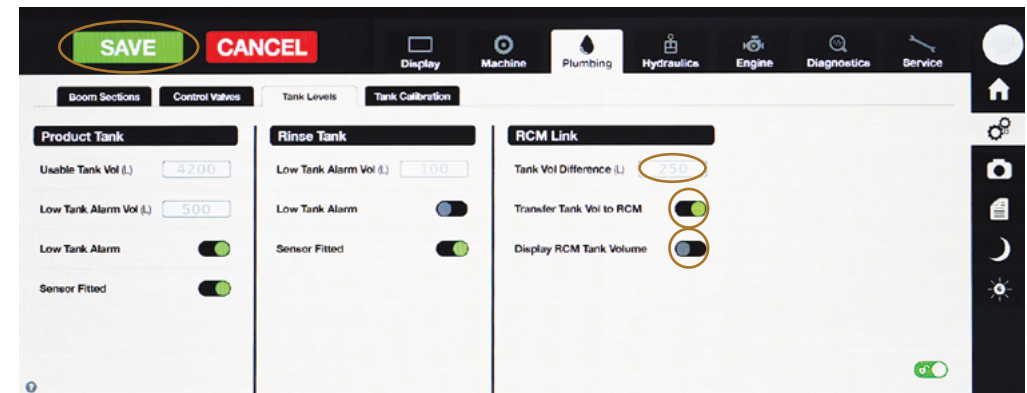 SAVE
CANCEL
Display
Machine
Plumbing
Hydraulics
Engine
Diagnostics
Service
Boom Sections
Control Valves
Tank Levels
Tank Calibration
Product Tank
Usable Tank Vol (L) 4200
Low Tank Alarm Vol (L) 500
Low Tank Alarm
Sensor Fitted
Rinse Tank
Low Tank Alarm Vol (L) 100
Low Tank Alarm
Sensor Fitted
RCM Link
Tank Vol Difference (L) 250
Transfer Tank Vol to RCM
Display RCM Tank Volume